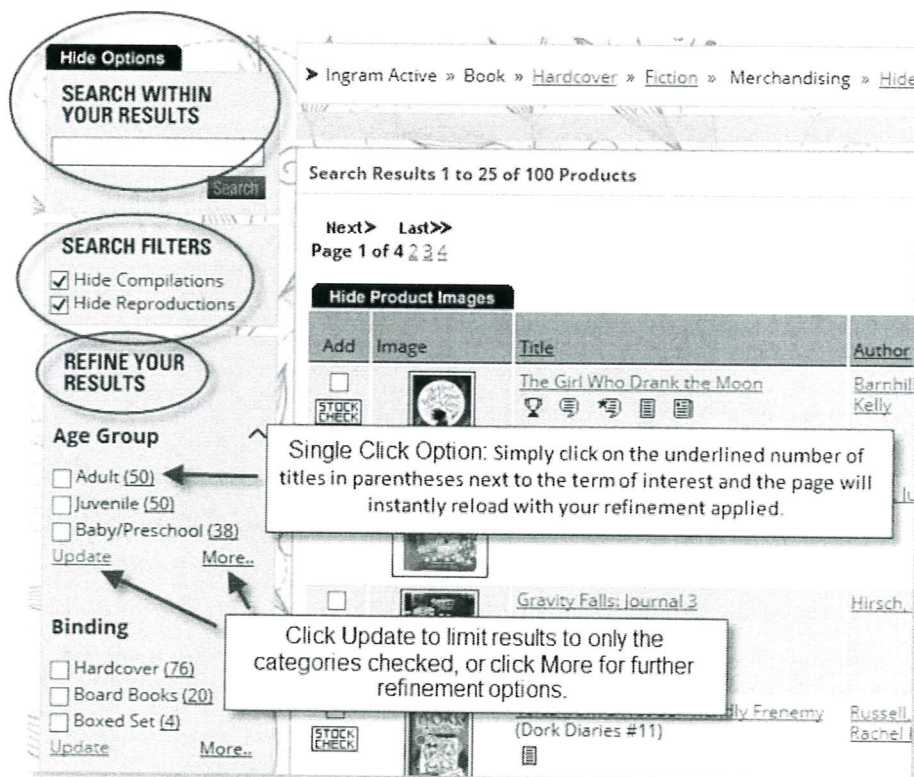 Hide Options
SEARCH WITHIN
YOUR RESULTS
Search
SEARCH FILTERS
Hide Compilations
Hide Reproductions
REFINE YOUR
RESULTS
Age Group
Adult (50)
Juvenile (50)
Baby/Preschool (38)
Update More..
Binding
Hardcover (76)
Board Books (20)
Boxed Set (4)
Update More..
➤ Ingram Active » Book » Hardcover » Fiction » Merchandising » Hide
Search Results 1 to 25 of 100 Products
Next> Last>>
Page 1 of 4 2 3 4
Hide Product Images
Add Image Title Author
STOCK
CHECK
The Girl Who Drank the Moon
Barnhill
Kelly
Single Click Option: Simply click on the underlined number of
titles in parentheses next to the term of interest and the page will
instantly reload with your refinement applied.
Gravity Falls: Journal 3
Hirsch,
Click Update to limit results to only the
categories checked, or click More for further
refinement options.
Frenemy
(Dork Diaries #11)
Russell,
Rachel
STOCK
CHECK